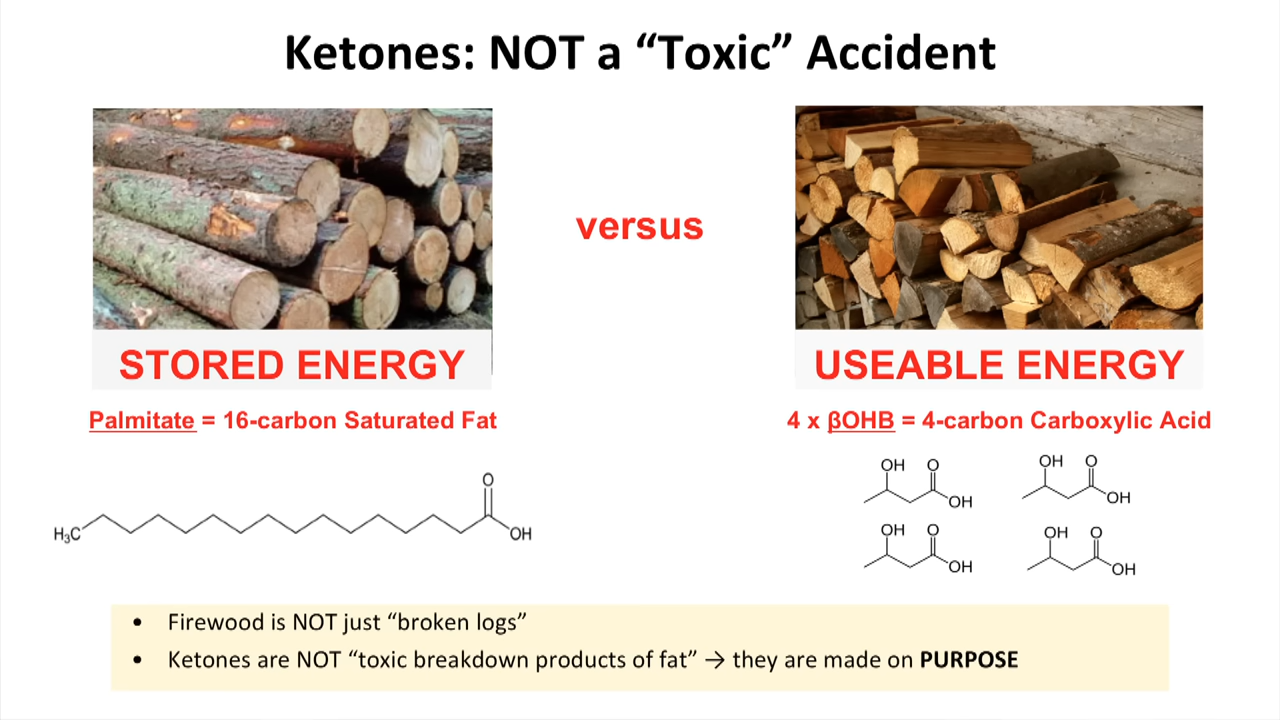 Ketones: NOT a “Toxic” Accident
versus
STORED ENERGY
USEABLE ENERGY
Palmitate = 16-carbon Saturated Fat
4 x βOHB = 4-carbon Carboxylic Acid
O
H₃C
OH
OH O
OH
OH O
OH
OH O
OH
OH O
OH
• Firewood is NOT just “broken logs”
• Ketones are NOT “toxic breakdown products of fat” → they are made on PURPOSE